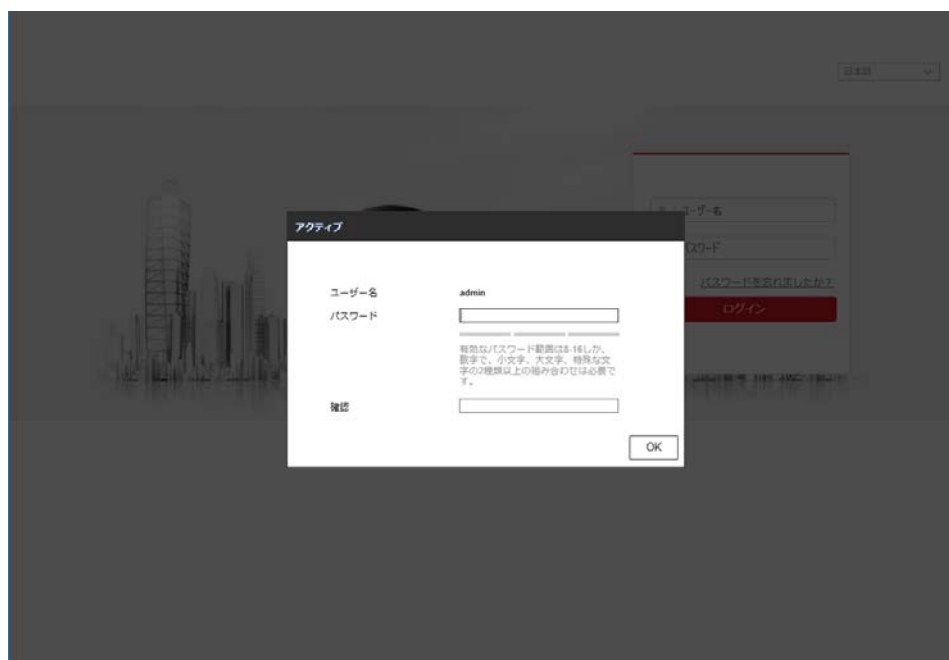 日本語
ユーザー名
パスワード
パスワードを忘れましたか?
ログイン
アクティブ
ユーザー名 admin
パスワード
有効なパスワード範囲は8-16しか、
数字で、小文字、大文字、特殊な文
字の2種類以上の組み合わせは必要で
す。
確認
OK